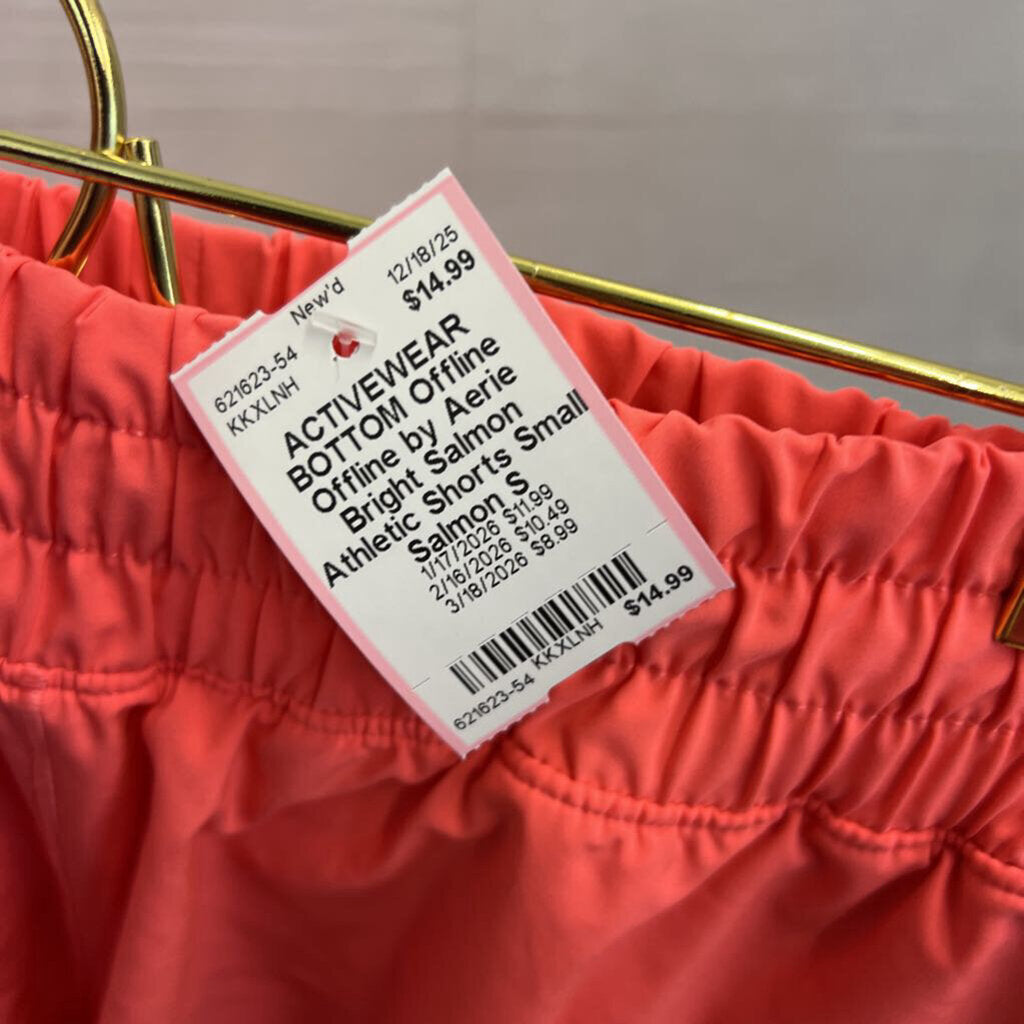 New'd 12/18/25
$14.99
621623-54
KKXLNH
ACTIVEWEAR
BOTTOM Offline
Offline by Aerie
Bright Salmon
Athletic Shorts Small
Salmon S
1/17/2026 $11.99
2/16/2026 $10.49
3/18/2026 $8.99
621623-54 KKXLNH $14.99